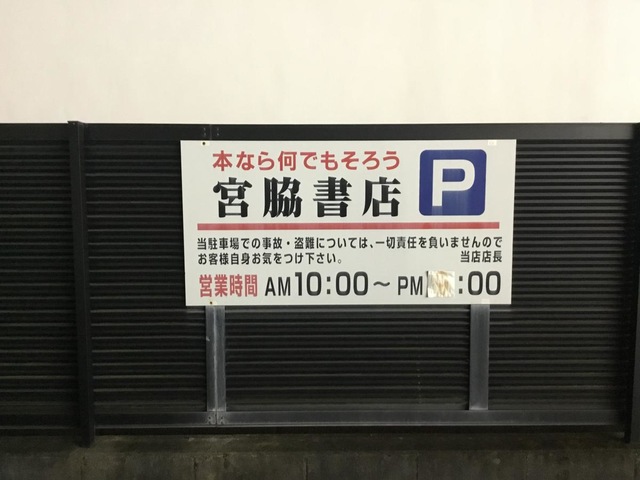 本なら何でもそろう
宮脇書店 P
当駐車場での事故・盗難については、一切責任を負いませんので
お客様自身お気をつけ下さい。 当店店長
営業時間 AM10:00～PM :00